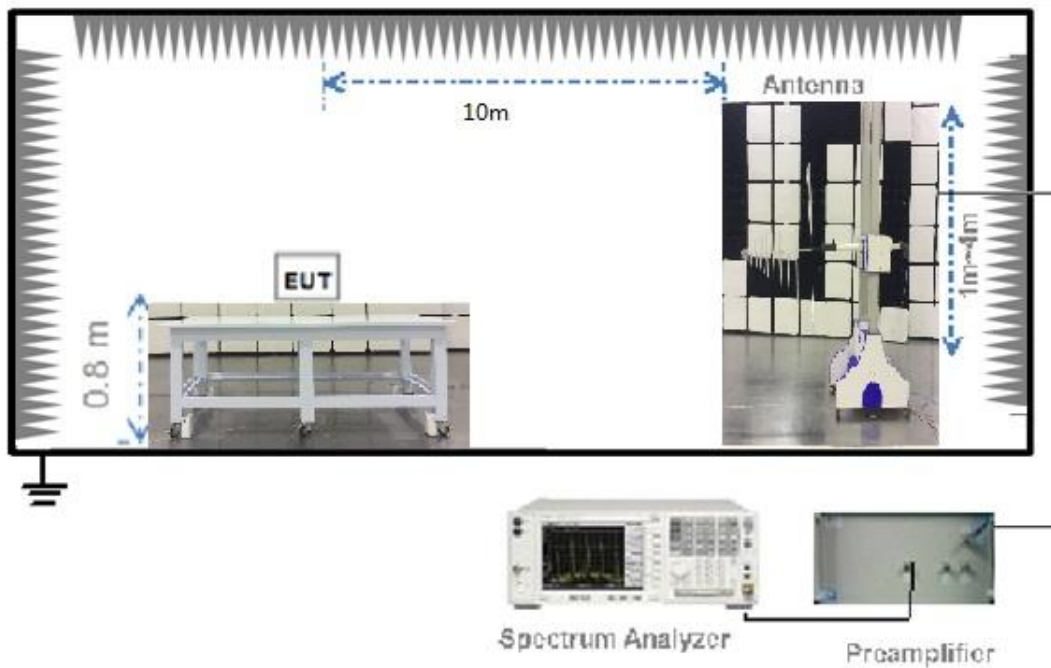 Antenna
10m
1m~4m
EUT
0.8 m
Spectrum Analyzer
Preamplifier